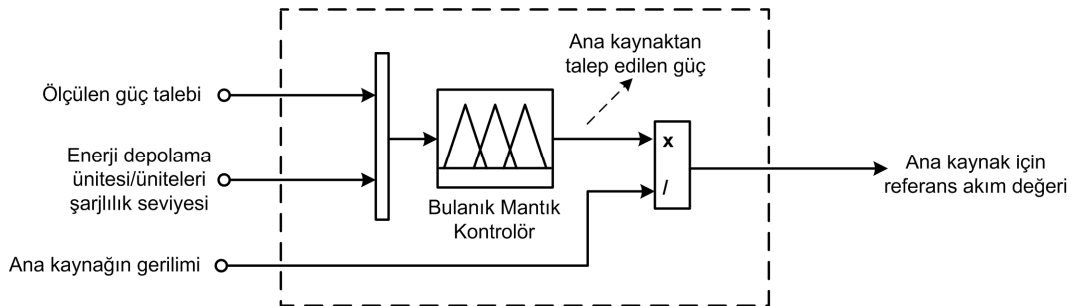 Ana kaynaktan
talep edilen güç
Ölçülen güç talebi
Enerji depolama
ünitesi/üniteleri
şarjlılık seviyesi
x
/
Ana kaynak için
referans akım değeri
Bulanık Mantık
Kontrolör
Ana kaynağın gerilimi